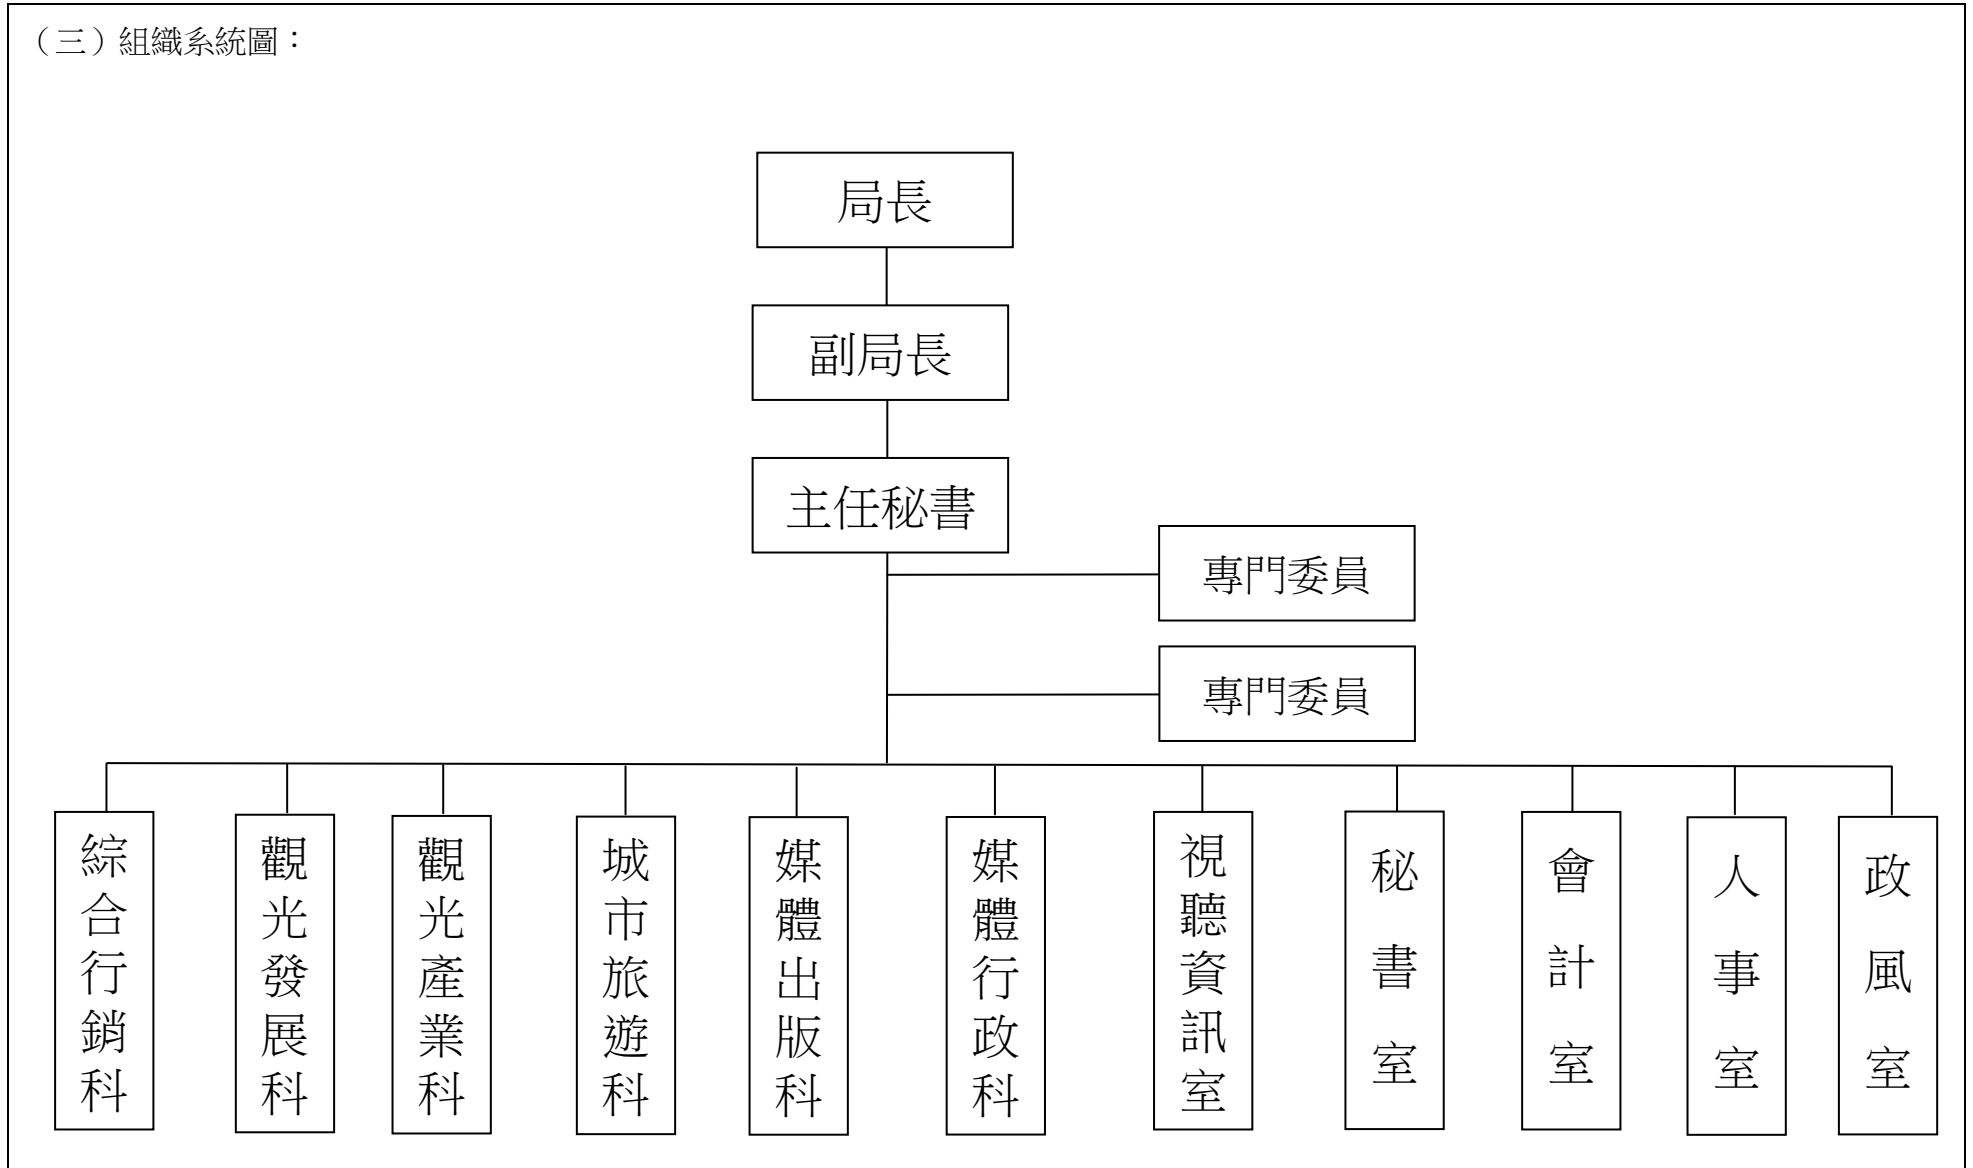 （三）組織系統圖：
局長
副局長
主任秘書
專門委員
專門委員
綜合行銷科
觀光發展科
觀光產業科
城市旅遊科
媒體出版科
媒體行政科
視聽資訊室
秘書室
會計室
人事室
政風室